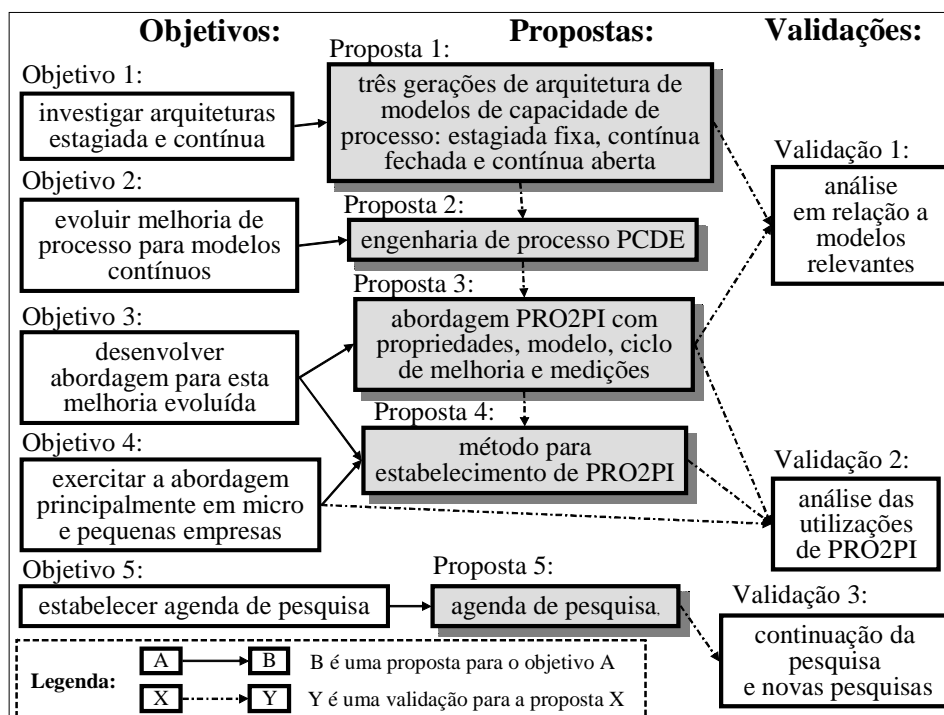 Objetivos:
Propostas:
Validações:
Objetivo 1:
investigar arquiteturas
estagiada e contínua
Proposta 1:
três gerações de arquitetura de
modelos de capacidade de
processo: estagiada fixa, contínua
fechada e contínua aberta
Validação 1:
análise
em relação a
modelos
relevantes
Objetivo 2:
evoluir melhoria de
processo para modelos
contínuos
Proposta 2:
engenharia de processo PCDE
Objetivo 3:
desenvolver
abordagem para esta
melhoria evoluída
Proposta 3:
abordagem PRO2PI com
propriedades, modelo, ciclo
de melhoria e medições
Objetivo 4:
exercitar a abordagem
principalmente em micro
e pequenas empresas
Proposta 4:
método para
estabelecimento de PRO2PI
Validação 2:
análise das
utilizações
de PRO2PI
Objetivo 5:
estabelecer agenda de pesquisa
Proposta 5:
agenda de pesquisa.
Validação 3:
continuação da
pesquisa
e novas pesquisas
Legenda:
A B B é uma proposta para o objetivo A
X Y Y é uma validação para a proposta X